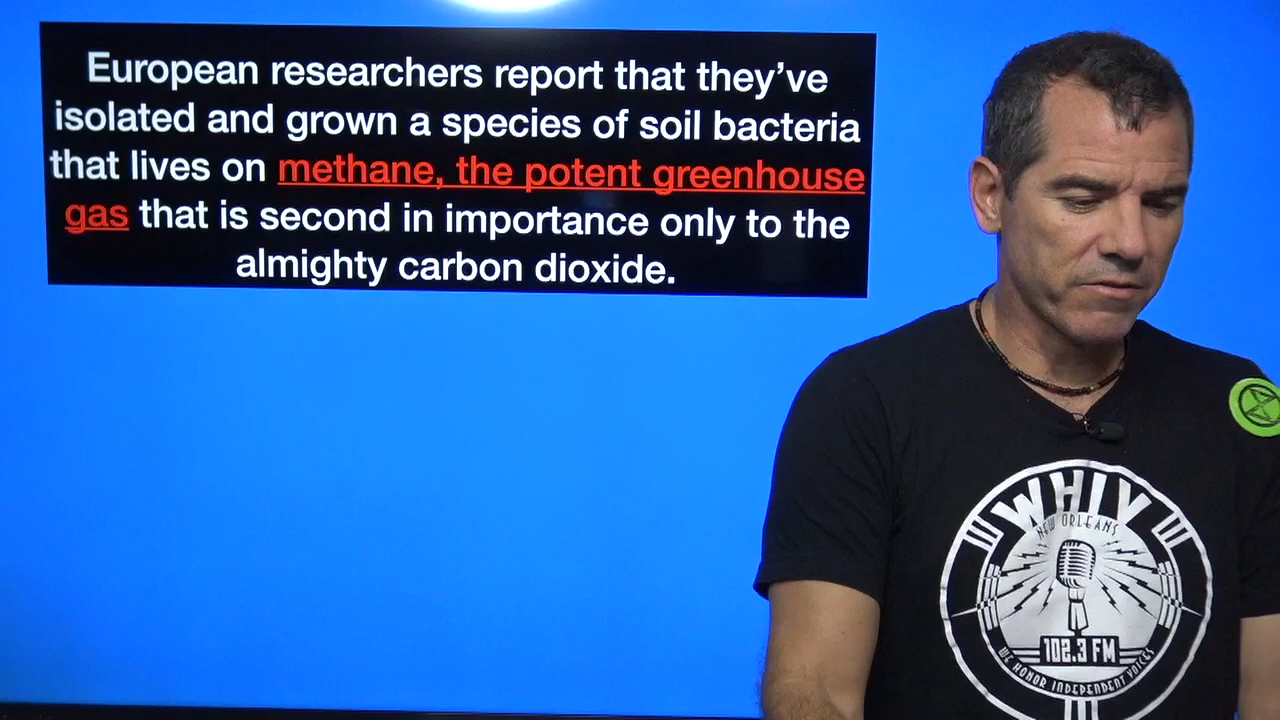 European researchers report that they’ve
isolated and grown a species of soil bacteria
that lives on methane, the potent greenhouse
gas that is second in importance only to the
almighty carbon dioxide.
WHIV
NEW ORLEANS
102.3 FM
WE HONOR INDEPENDENT VOICES